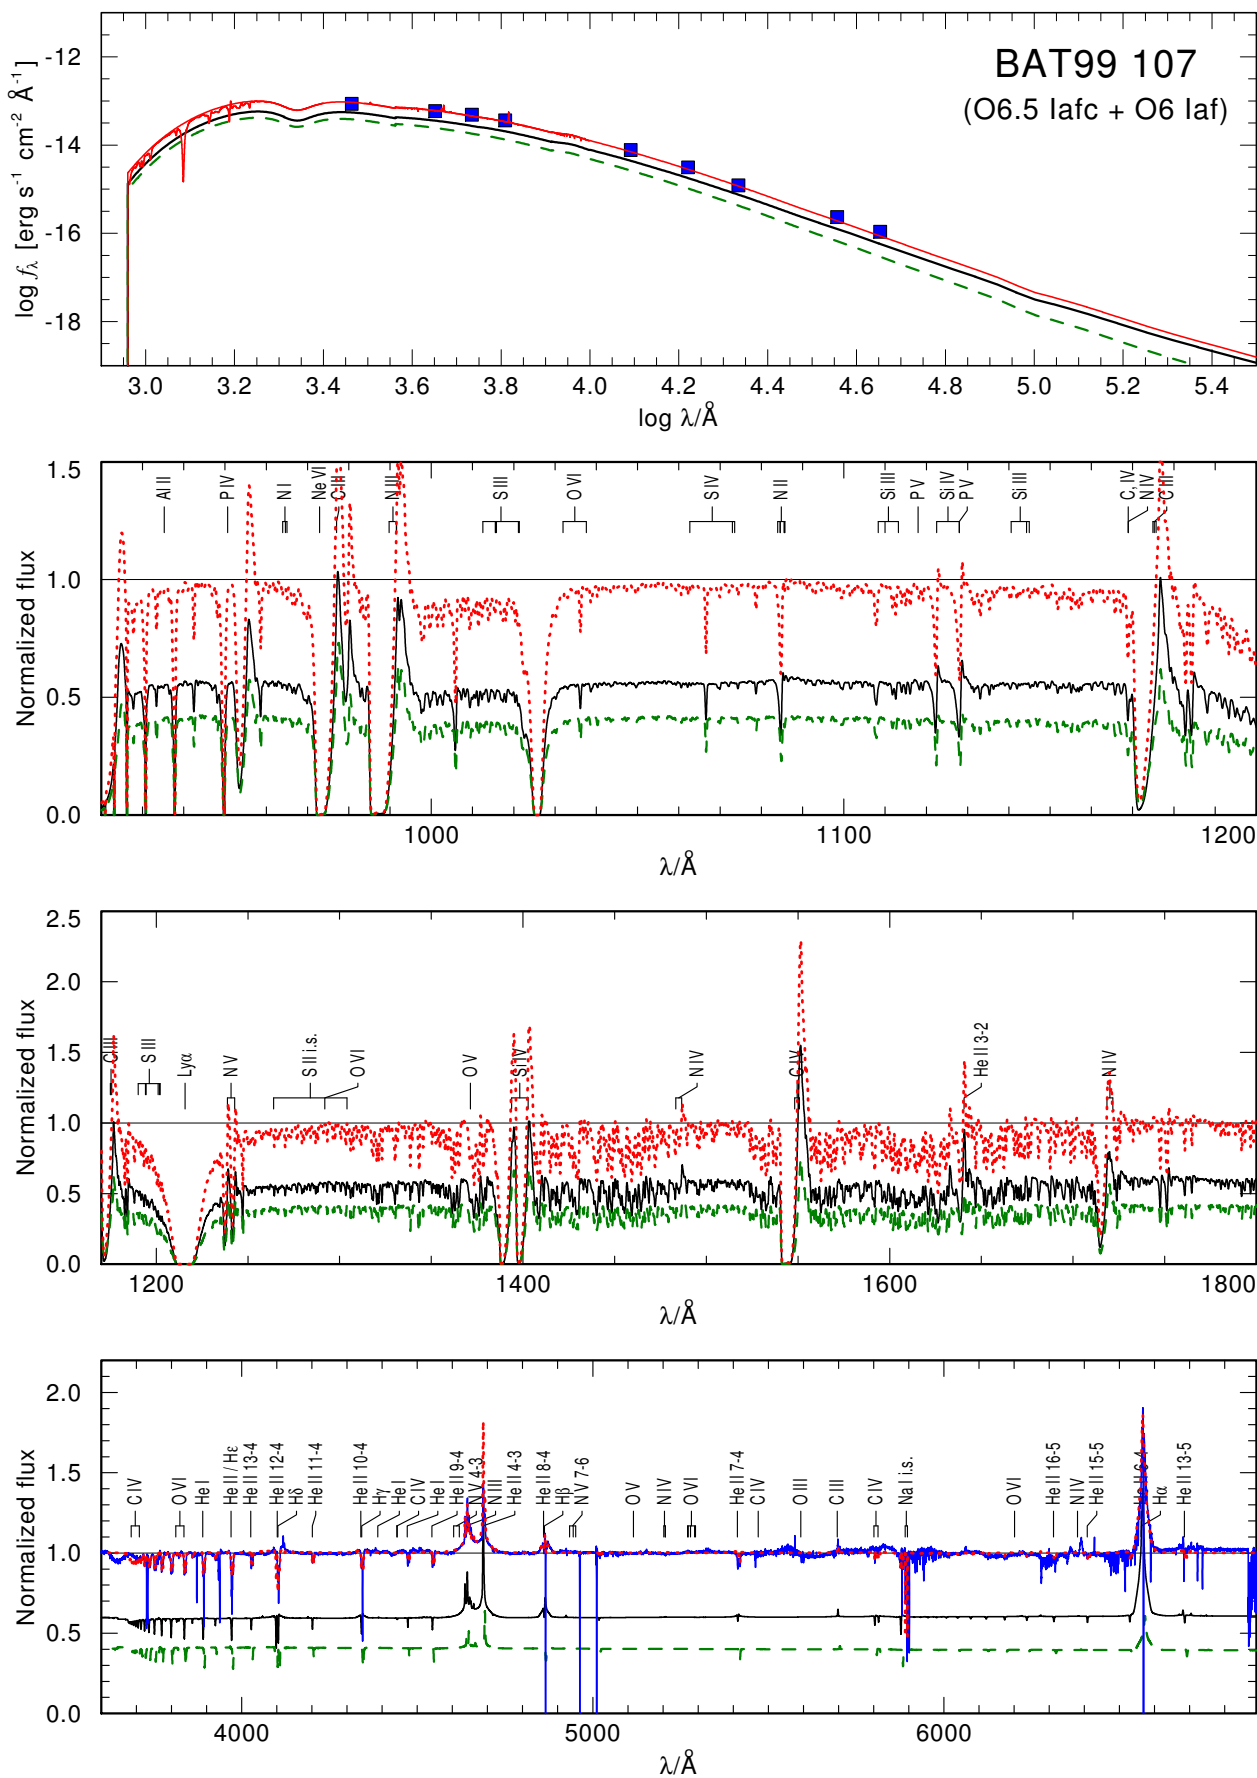 BAT99 107
(O6.5 Iafc + O6 Iaf)
log fλ [erg s⁻¹ cm⁻² Å⁻¹]
-12
-14
-16
-18
3.0 3.2 3.4 3.6 3.8 4.0 4.2 4.4 4.6 4.8 5.0 5.2 5.4
log λ/Å
Normalized flux
1.5
1.0
0.5
0.0
Al II
P IV
N I
Ne VI
C III
N III
S III
O VI
S IV
N II
Si III
P V
Si IV
P V
Si III
C, IV
N IV
C III
1000 1100 1200
λ/Å
Normalized flux
2.5
2.0
1.5
1.0
0.5
0.0
C III
S III
Lyα
N V
S II i.s.
O VI
O V
Si IV
N IV
C IV
He II 3-2
N IV
1200 1400 1600 1800
λ/Å
Normalized flux
2.0
1.5
1.0
0.5
0.0
C IV
O VI
He I
He II / Hε
He II 13-4
He II 12-4
Hδ
He II 11-4
He II 10-4
Hγ
He I
C IV
He I
He II 9-4
N V 4-3
N III
He II 4-3
He II 8-4
Hβ
N V 7-6
O V
N IV
O VI
He II 7-4
C IV
O III
C III
C IV
Na I i.s.
O VI
He II 16-5
N IV
He II 15-5
He II 6-4
Hα
He II 13-5
4000 5000 6000
λ/Å